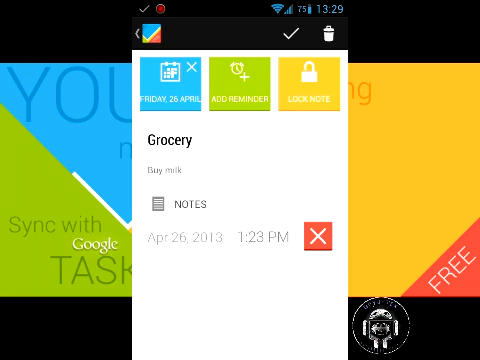 75
13:29
FRIDAY, 26 APRIL
ADD REMINDER
LOCK NOTE
YOU
ng
Grocery
Buy milk
NOTES
Sync with
Google
Apr 26, 2013
1:23 PM
TASK
FREE